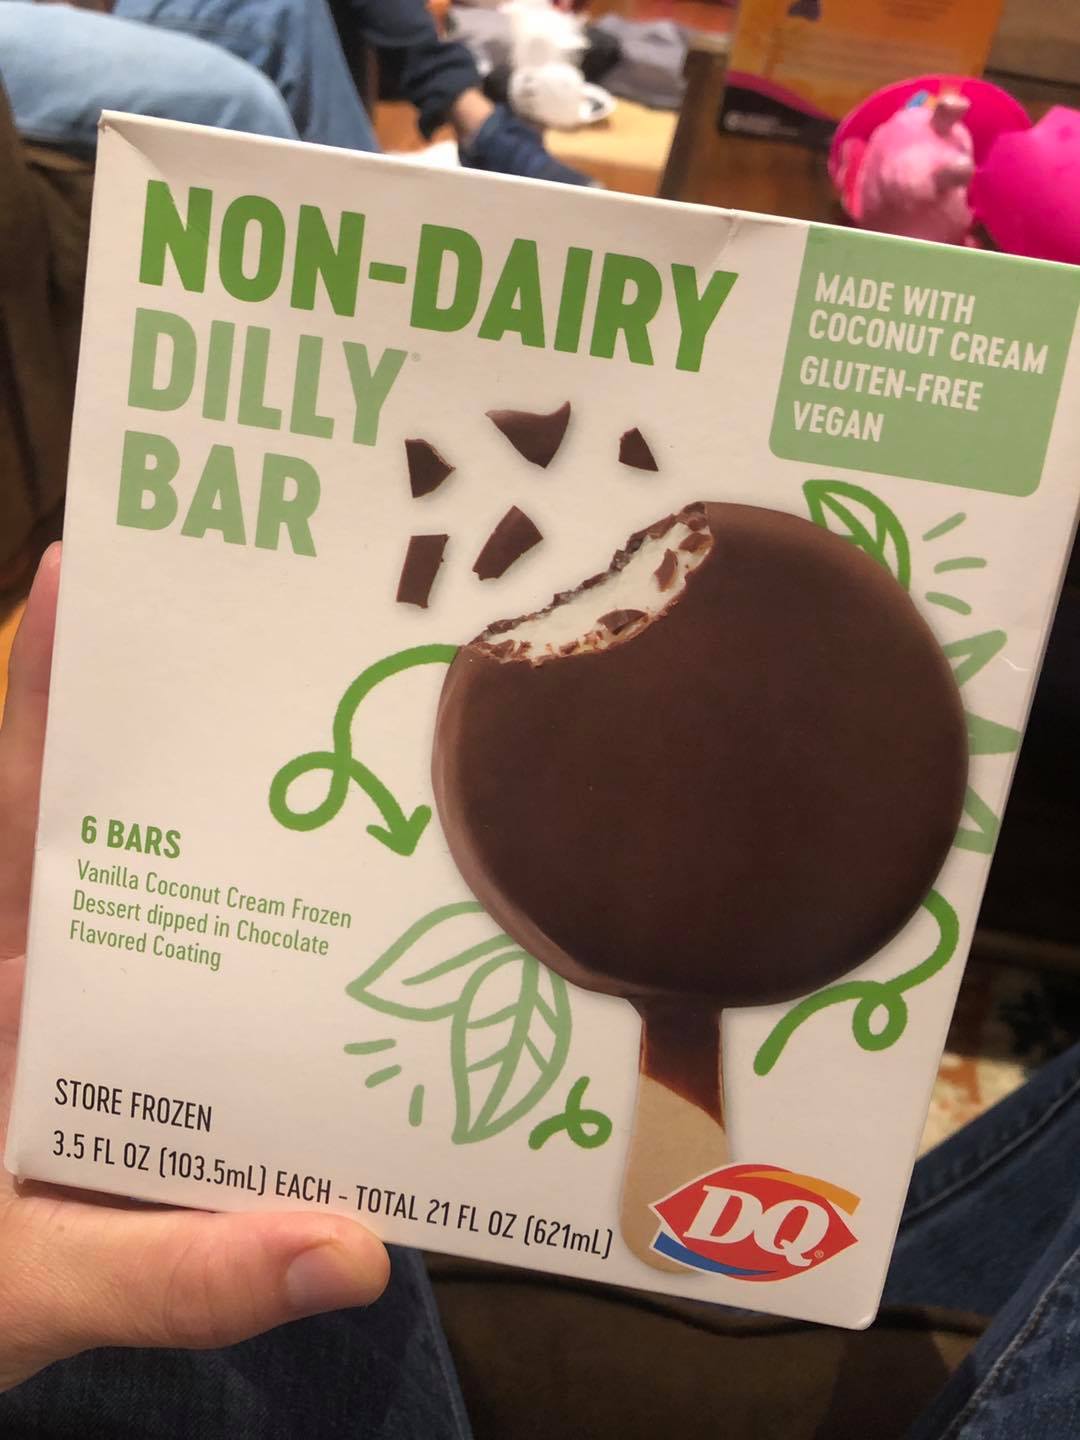 NON-DAIRY
DILLY®
BAR
MADE WITH
COCONUT CREAM
GLUTEN-FREE
VEGAN
6 BARS
Vanilla Coconut Cream Frozen
Dessert dipped in Chocolate
Flavored Coating
STORE FROZEN
3.5 FL OZ (103.5mL) EACH - TOTAL 21 FL OZ (621mL)
DQ®